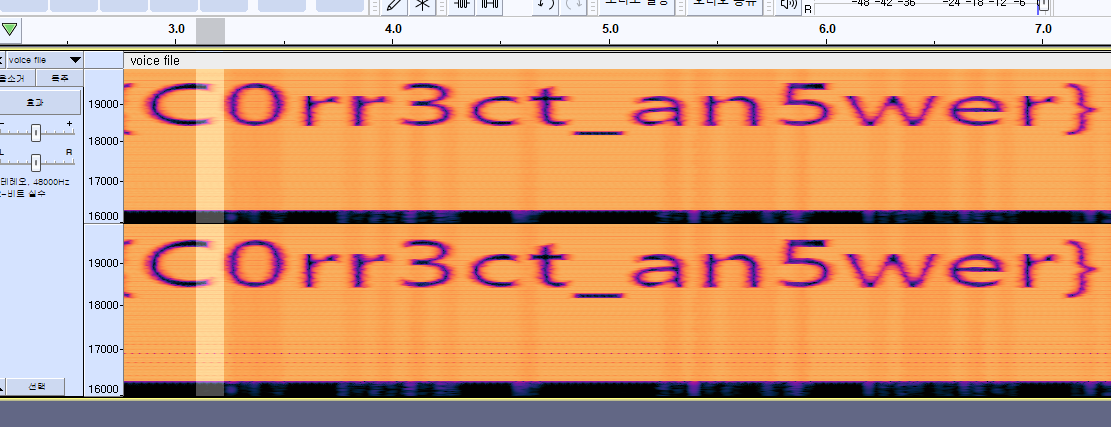 -48 -42 -36 -24 -18 -12 -6
R
3.0 4.0 5.0 6.0 7.0
voice file
voice file
음소거 독주
효과
- +
L R
테레오, 48000Hz
2-비트 실수
선택
19000
18000
17000
16000
{C0rr3ct_an5wer}
19000
18000
17000
16000
{C0rr3ct_an5wer}